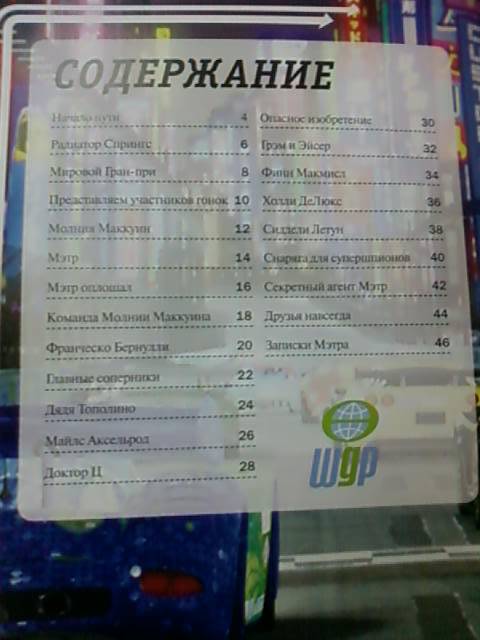 СОДЕРЖАНИЕ
Начало пути 4
Радиатор Спрингс 6
Мировой Гран-при 8
Представляем участников гонок 10
Молния Маккуин 12
Мэтр 14
Мэтр оплошал 16
Команда Молнии Маккуина 18
Франческо Бернулли 20
Главные соперники 22
Дядя Тополино 24
Майлс Аксельрод 26
Доктор Ц 28
Опасное изобретение 30
Грэм и Эйсер 32
Финн Макмисл 34
Холли ДеЛюкс 36
Сиддели Летун 38
Снаряга для супершпионов 40
Секретный агент Мэтр 42
Друзья навсегда 44
Записки Мэтра 46
wgp